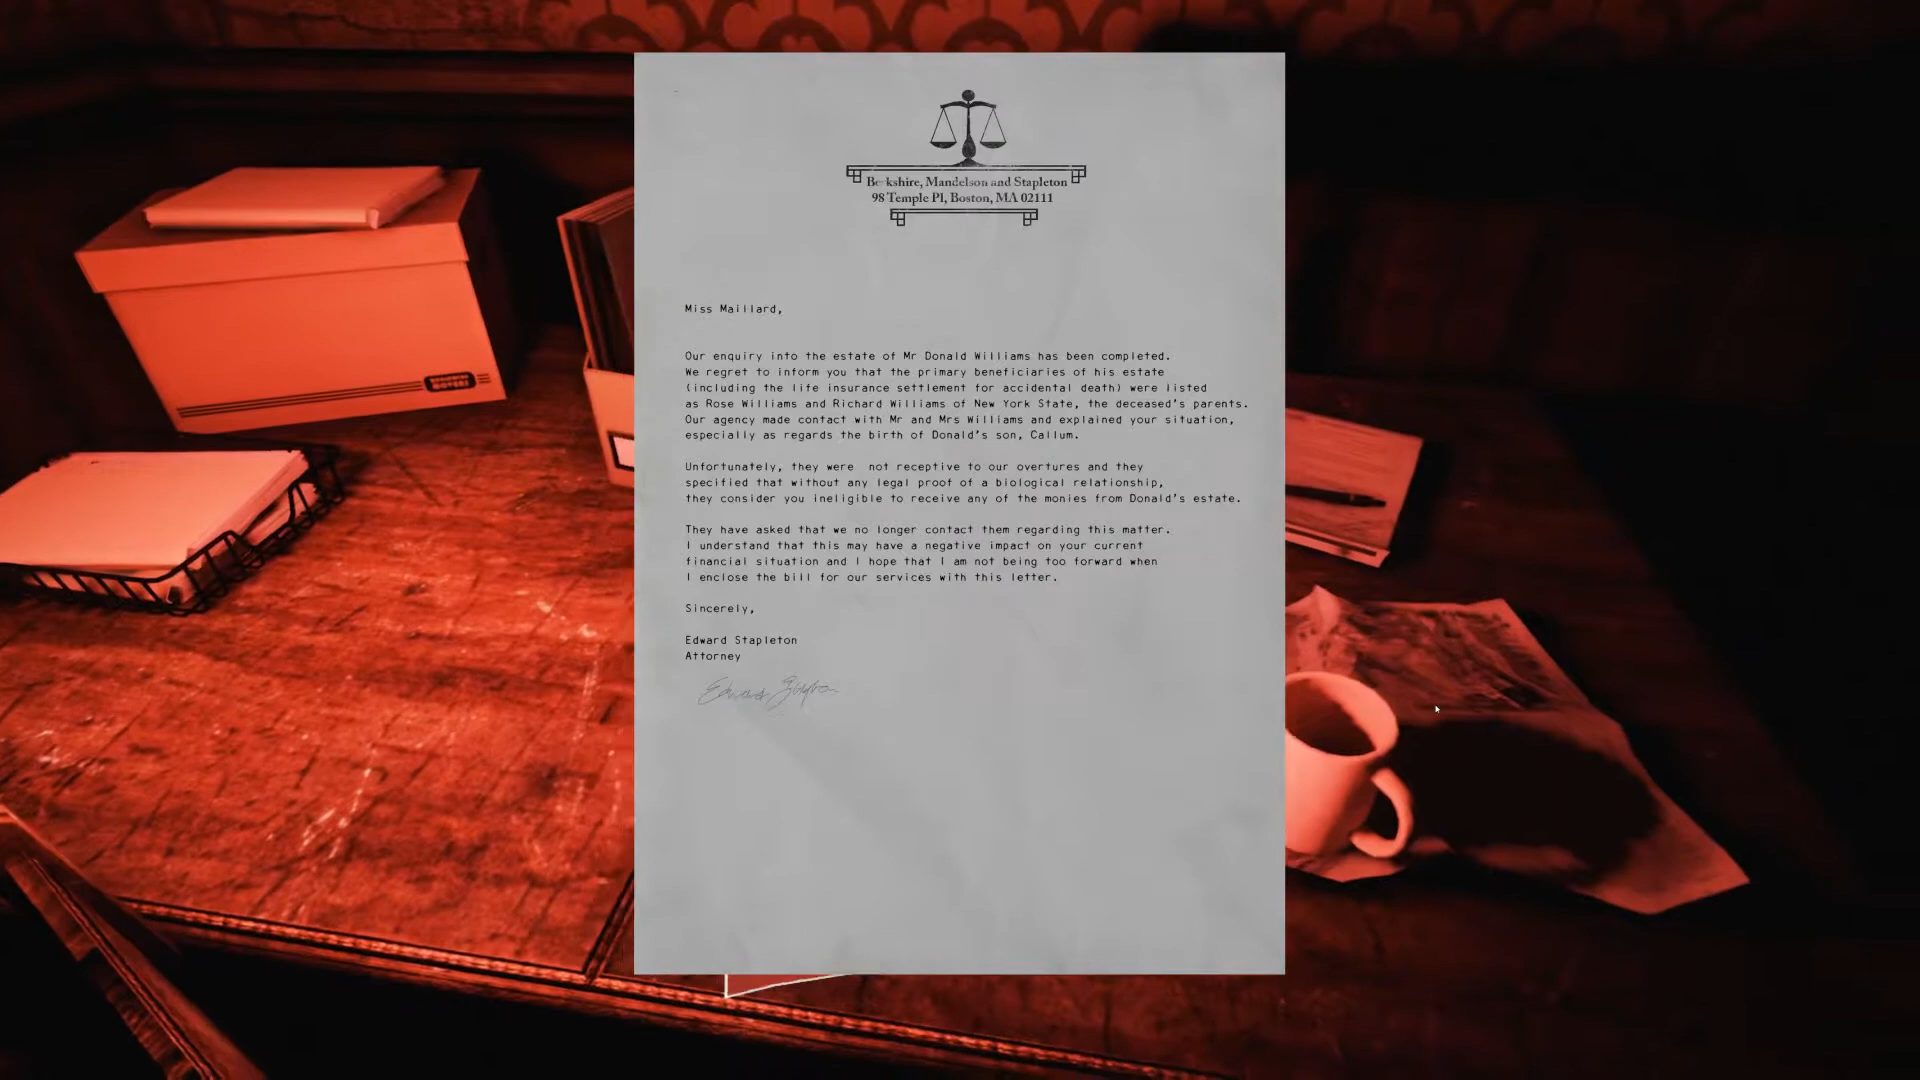 Berkshire, Mandelson and Stapleton
98 Temple Pl, Boston, MA 02111
Miss Maillard,
Our enquiry into the estate of Mr Donald Williams has been completed.
We regret to inform you that the primary beneficiaries of his estate
(including the life insurance settlement for accidental death) were listed
as Rose Williams and Richard Williams of New York State, the deceased's parents.
Our agency made contact with Mr and Mrs Williams and explained your situation,
especially as regards the birth of Donald's son, Callum.
Unfortunately, they were  not receptive to our overtures and they
specified that without any legal proof of a biological relationship,
they consider you ineligible to receive any of the monies from Donald's estate.
They have asked that we no longer contact them regarding this matter.
I understand that this may have a negative impact on your current
financial situation and I hope that I am not being too forward when
I enclose the bill for our services with this letter.
Sincerely,
Edward Stapleton
Attorney